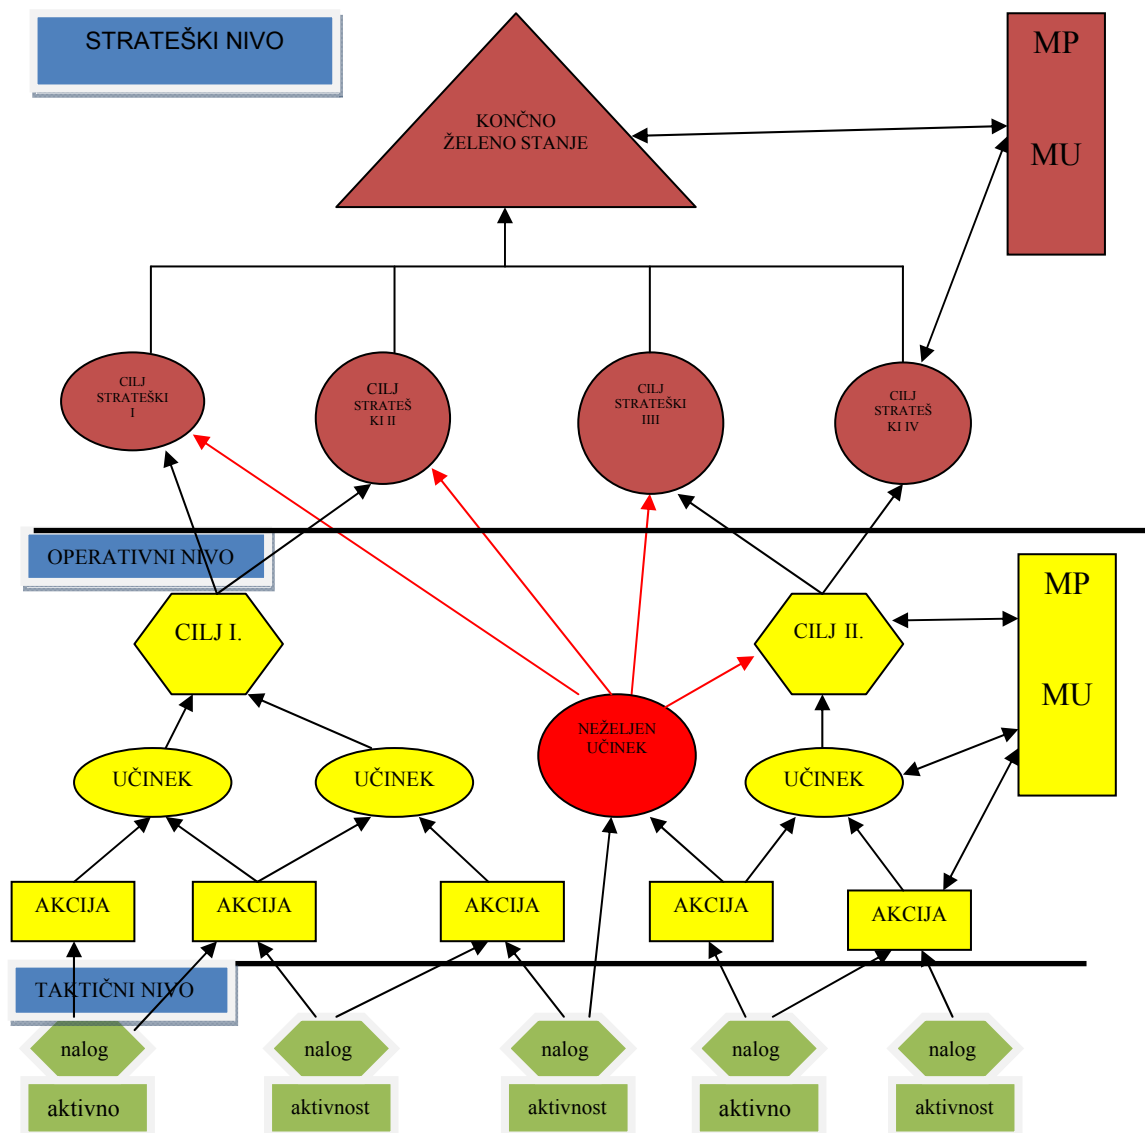 STRATEŠKI NIVO
MP
MU
KONČNO
ŽELENO STANJE
CILJ
STRATEŠKI
I
CILJ
STRATEŠ
KI II
CILJ
STRATEŠKI
IIII
CILJ
STRATEŠ
KI IV
OPERATIVNI NIVO
MP
MU
CILJ I.
CILJ II.
NEŽELJEN
UČINEK
UČINEK
UČINEK
UČINEK
AKCIJA
AKCIJA
AKCIJA
AKCIJA
AKCIJA
TAKTIČNI NIVO
nalog
nalog
nalog
nalog
nalog
aktivno
aktivnost
aktivnost
aktivno
aktivnost